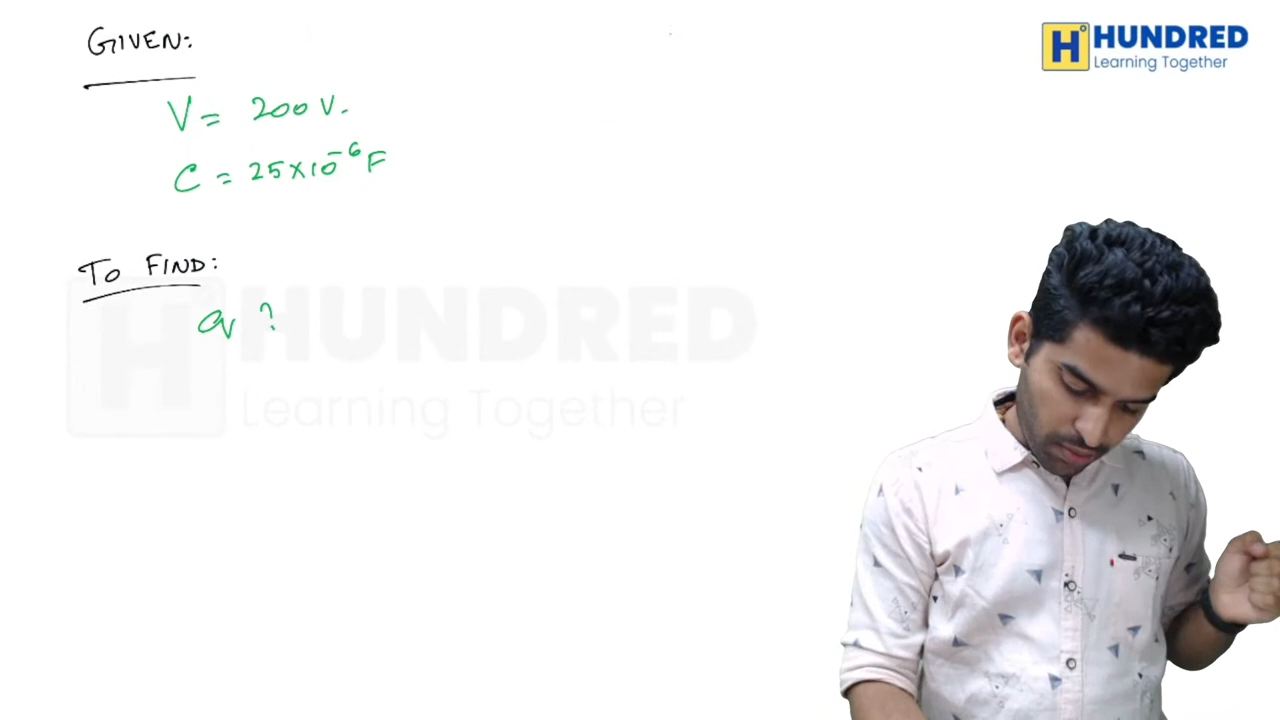 GIVEN:
V = 200 V.
C = 25×10⁻⁶ F
TO FIND:
q ?
HUNDRED
Learning Together
HUNDRED
Learning Together